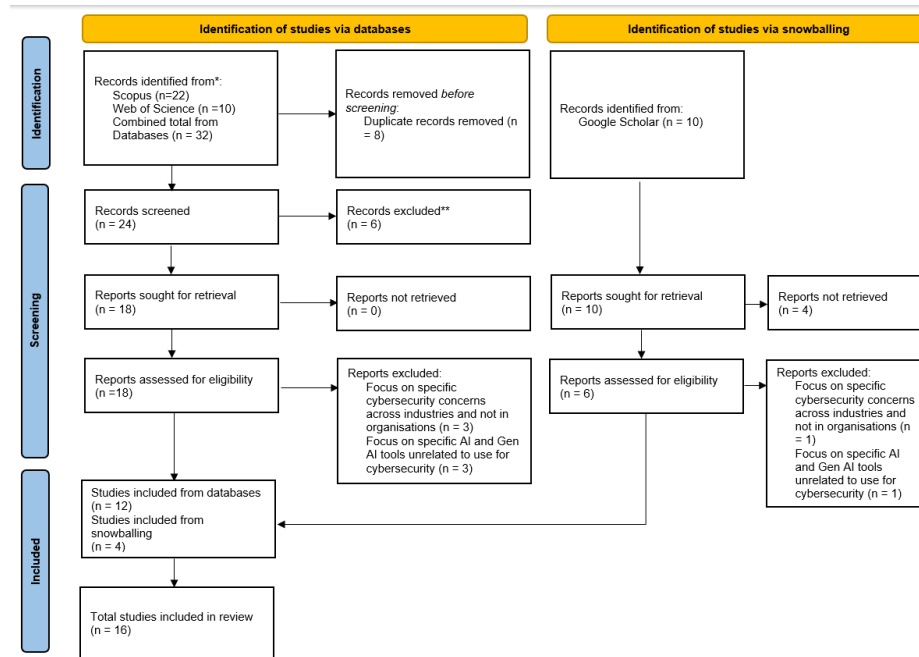 Identification of studies via databases
Identification of studies via snowballing
Identification
Records identified from*:
Scopus (n=22)
Web of Science (n =10)
Combined total from
Databases (n = 32)
Records removed before
screening:
Duplicate records removed (n
= 8)
Records identified from:
Google Scholar (n = 10)
Screening
Records screened
(n = 24)
Records excluded**
(n = 6)
Reports sought for retrieval
(n = 18)
Reports not retrieved
(n = 0)
Reports sought for retrieval
(n = 10)
Reports not retrieved
(n = 4)
Reports assessed for eligibility
(n =18)
Reports excluded:
Focus on specific
cybersecurity concerns
across industries and not in
organisations (n = 3)
Focus on specific AI and Gen
AI tools unrelated to use for
cybersecurity (n = 3)
Reports assessed for eligibility
(n = 6)
Reports excluded:
Focus on specific
cybersecurity concerns
across industries and
not in organisations (n
= 1)
Focus on specific AI
and Gen AI tools
unrelated to use for
cybersecurity (n = 1)
Included
Studies included from databases
(n = 12)
Studies included from
snowballing
(n = 4)
Total studies included in review
(n = 16)